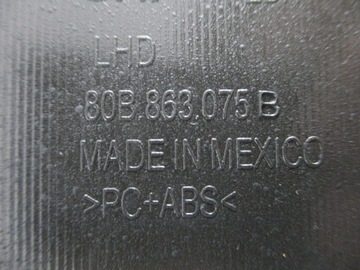 LHD
80B.863.075 B
MADE IN MEXICO
>PC+ABS<